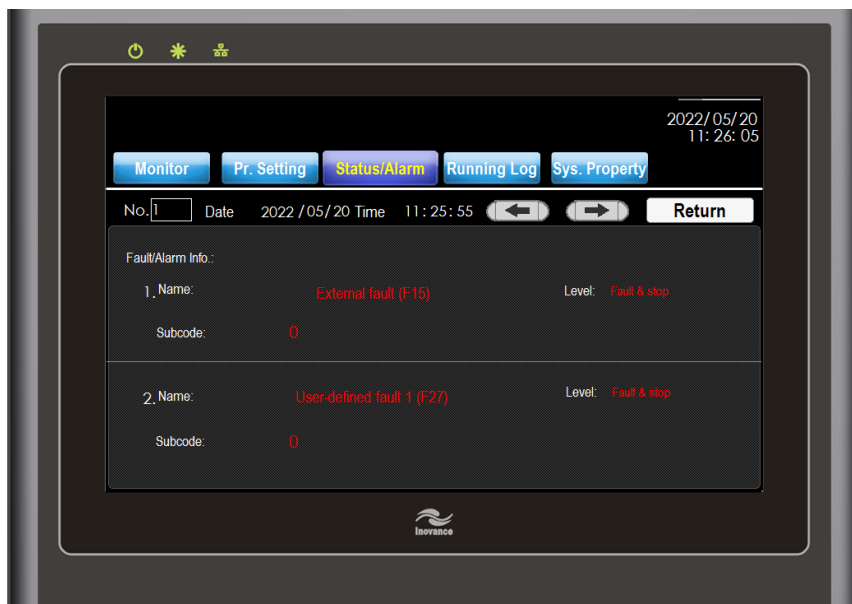 2022/05/20
11:26:05
Monitor Pr. Setting Status/Alarm Running Log Sys. Property
No. 1 Date 2022/05/20 Time 11:25:55 Return
Fault/Alarm Info.:
1. Name: External fault (F15) Level: Fault & stop
Subcode: 0
2. Name: User-defined fault 1 (F27) Level: Fault & stop
Subcode: 0
Inovance